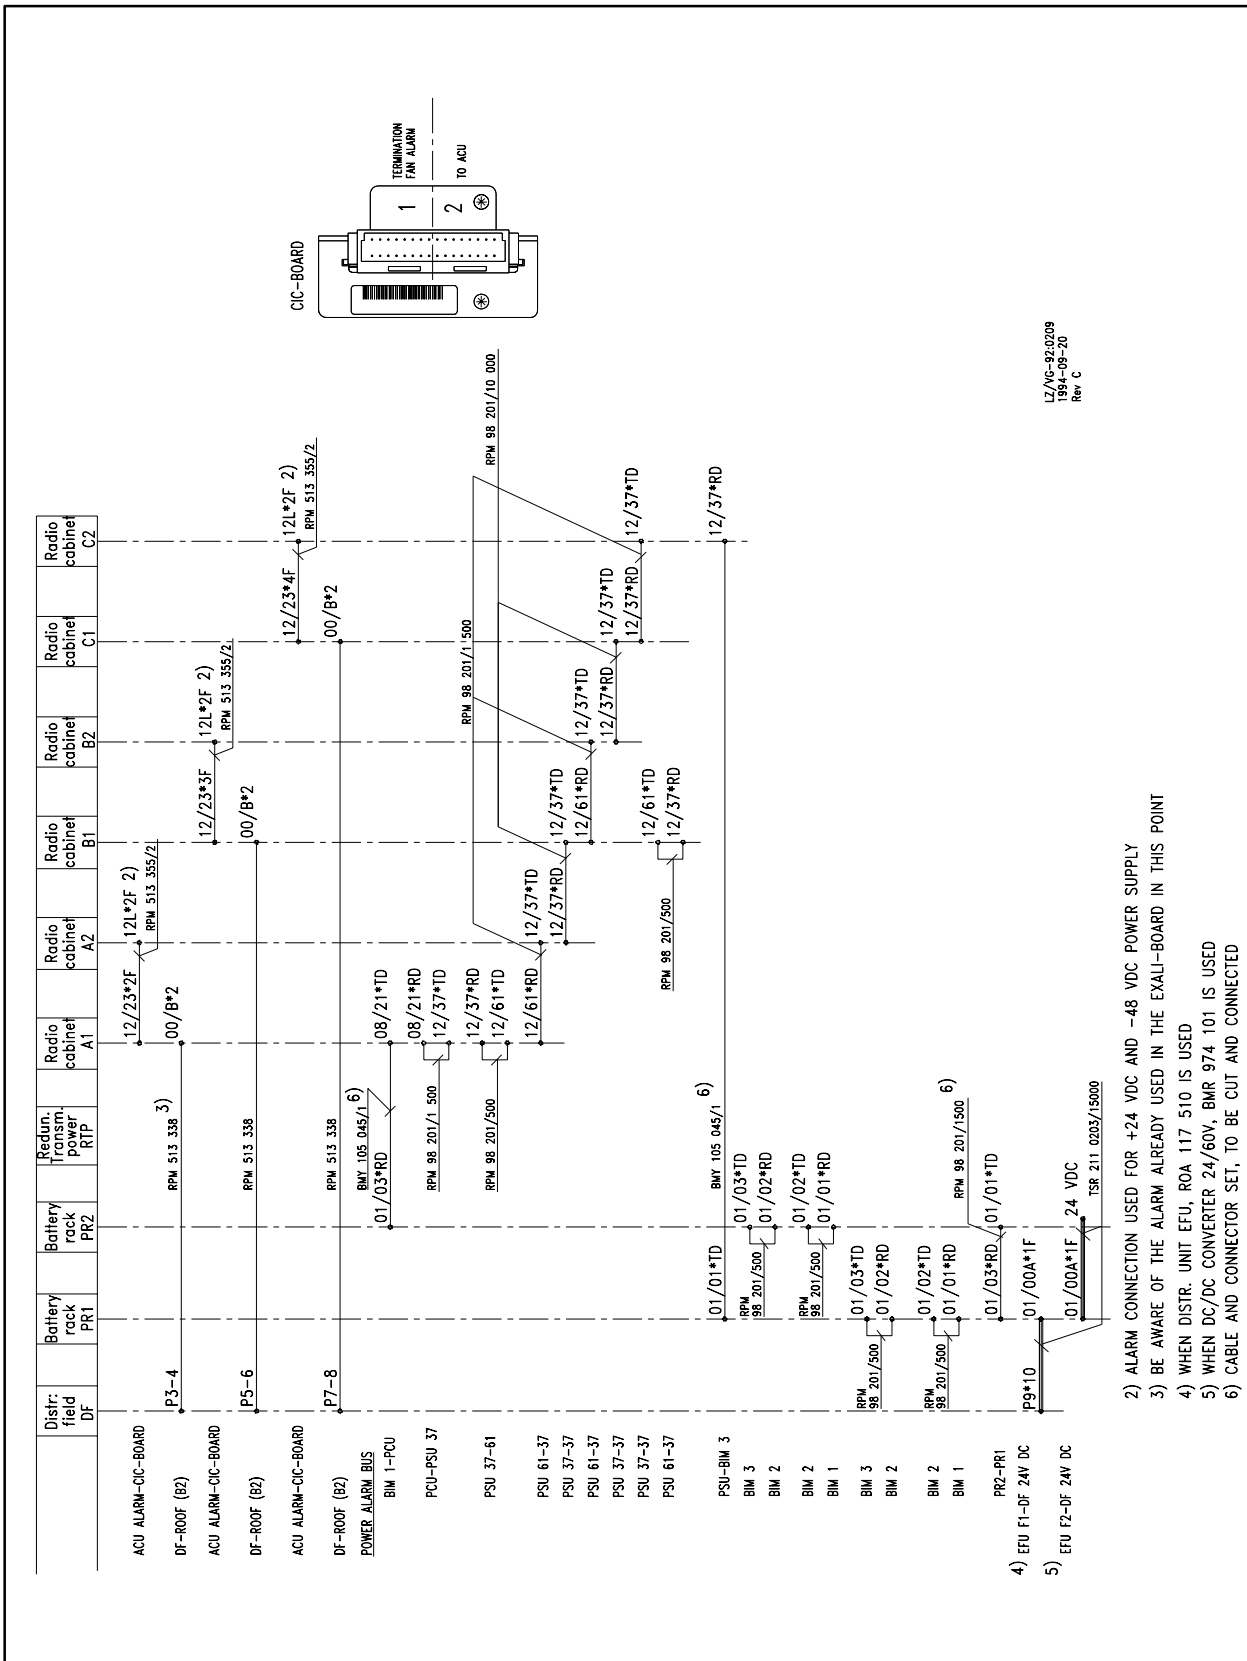 Distr:
field
DF
Battery
rack
PR1
Battery
rack
PR2
Redun.
Transm.
power
RTP
Radio
cabinet
A1
Radio
cabinet
A2
Radio
cabinet
B1
Radio
cabinet
B2
Radio
cabinet
C1
Radio
cabinet
C2
ACU ALARM-CIC-BOARD
12/23*2F
12L*2F 2)
RPM 513 355/2
DF-ROOF (B2)
P3-4
RPM 513 338
3)
00/B*2
ACU ALARM-CIC-BOARD
12/23*3F
12L*2F 2)
RPM 513 355/2
DF-ROOF (B2)
P5-6
RPM 513 338
00/B*2
ACU ALARM-CIC-BOARD
12/23*4F
12L*2F 2)
RPM 513 355/2
DF-ROOF (B2)
P7-8
RPM 513 338
00/B*2
POWER ALARM BUS
BMY 105 045/1 6)
BIM 1-PCU
01/03*RD
08/21*TD
PCU-PSU 37
RPM 98 201/1 500
08/21*RD
12/37*TD
PSU 37-61
RPM 98 201/500
12/37*RD
12/61*TD
RPM 98 201/1 500
RPM 98 201/10 000
PSU 61-37
12/61*RD
12/37*TD
PSU 37-37
12/37*RD
12/37*TD
PSU 61-37
12/61*RD
12/37*TD
PSU 37-37
12/37*RD
12/37*TD
PSU 37-37
12/37*RD
12/37*TD
PSU 61-37
RPM 98 201/500
12/61*TD
12/37*RD
PSU-BIM 3
01/01*TD
BMY 105 045/1
6)
12/37*RD
BIM 3
RPM
98 201/500
01/03*TD
BIM 2
01/02*RD
BIM 2
RPM
98 201/500
01/02*TD
BIM 1
01/01*RD
BIM 3
RPM
98 201/500
01/03*TD
BIM 2
01/02*RD
BIM 2
RPM
98 201/500
01/02*TD
BIM 1
01/01*RD
RPM 98 201/1500
6)
PR2-PR1
01/03*RD
01/01*TD
4) EFU F1-DF 24V DC
P9*10
01/00A*1F
5) EFU F2-DF 24V DC
01/00A*1F
24 VDC
TSR 211 0203/15000
CIC-BOARD
1
2
TERMINATION
FAN ALARM
TO ACU
2) ALARM CONNECTION USED FOR +24 VDC AND -48 VDC POWER SUPPLY
3) BE AWARE OF THE ALARM ALREADY USED IN THE EXALI-BOARD IN THIS POINT
4) WHEN DISTR. UNIT EFU, ROA 117 510 IS USED
5) WHEN DC/DC CONVERTER 24/60V, BMR 974 101 IS USED
6) CABLE AND CONNECTOR SET, TO BE CUT AND CONNECTED
LZ/VG-92:0209
1994-09-20
Rev C